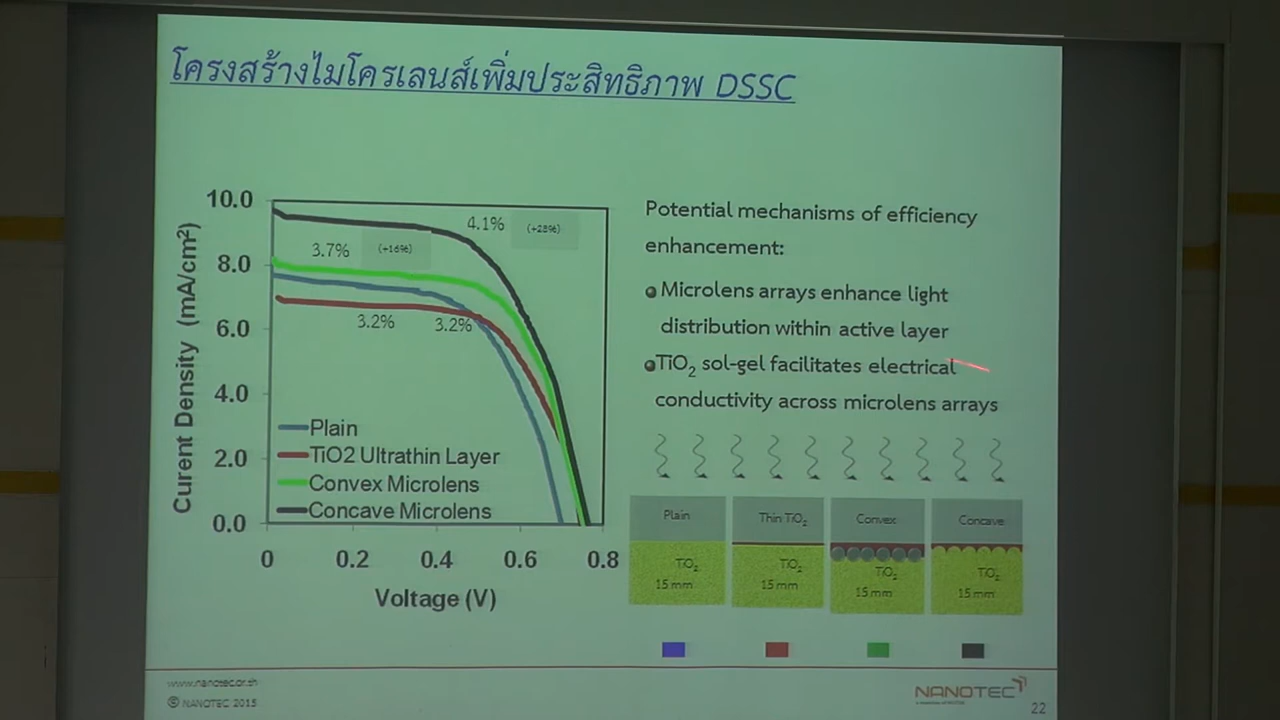 โครงสร้างไมโครเลนส์เพิ่มประสิทธิภาพ DSSC
10.0
8.0
6.0
4.0
2.0
0.0
Curent Density (mA/cm²)
4.1% (+28%)
3.7% (+16%)
3.2% 3.2%
Plain
TiO2 Ultrathin Layer
Convex Microlens
Concave Microlens
0 0.2 0.4 0.6 0.8
Voltage (V)
Potential mechanisms of efficiency
enhancement:
Microlens arrays enhance light
distribution within active layer
TiO₂ sol-gel facilitates electrical
conductivity across microlens arrays
Plain Thin TiO₂ Convex Concave
TiO₂ TiO₂ TiO₂ TiO₂
15 mm 15 mm 15 mm 15 mm
www.nanotec.or.th
© NANOTEC 2015
NANOTEC
22